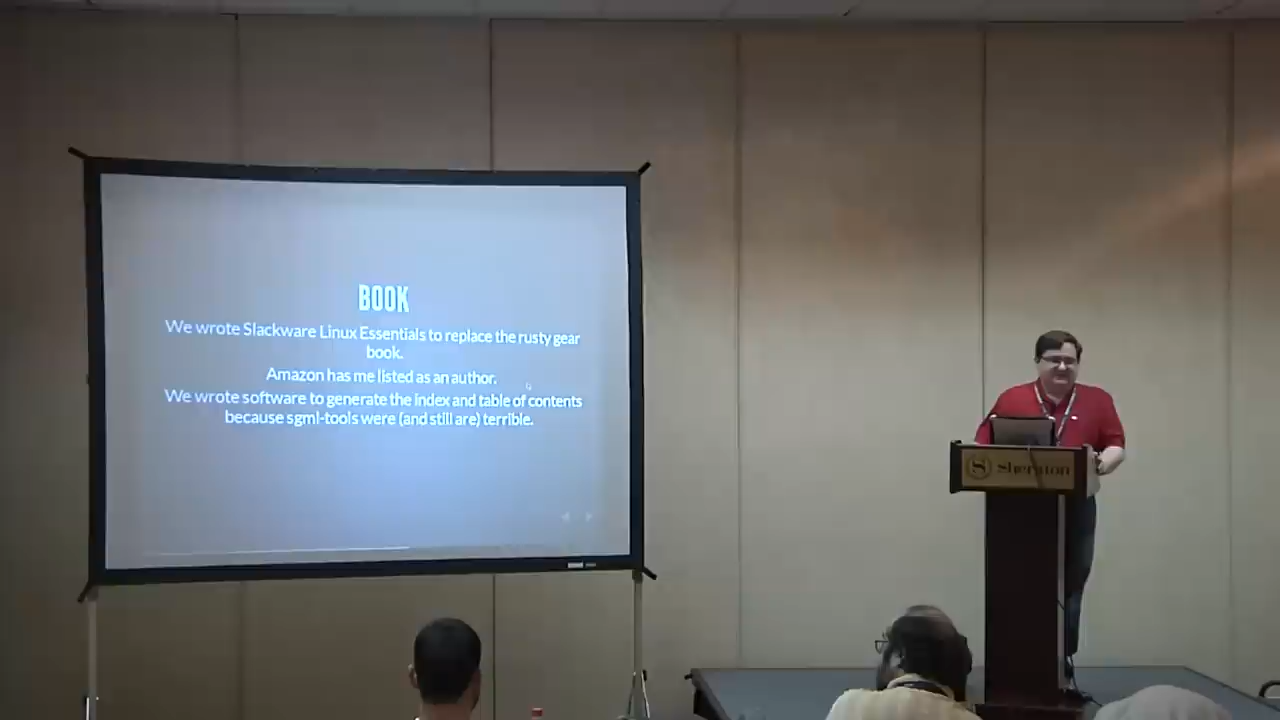 BOOK
We wrote Slackware Linux Essentials to replace the rusty gear
book.
Amazon has me listed as an author.
We wrote software to generate the index and table of contents
because sgml-tools were (and still are) terrible.
S Sheraton